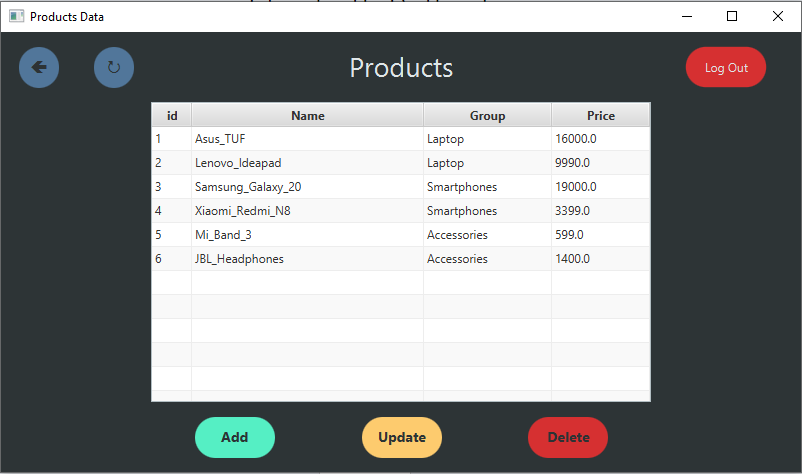 Products Data
Products
Log Out
id Name Group Price
1 Asus_TUF Laptop 16000.0
2 Lenovo_Ideapad Laptop 9990.0
3 Samsung_Galaxy_20 Smartphones 19000.0
4 Xiaomi_Redmi_N8 Smartphones 3399.0
5 Mi_Band_3 Accessories 599.0
6 JBL_Headphones Accessories 1400.0
Add Update Delete